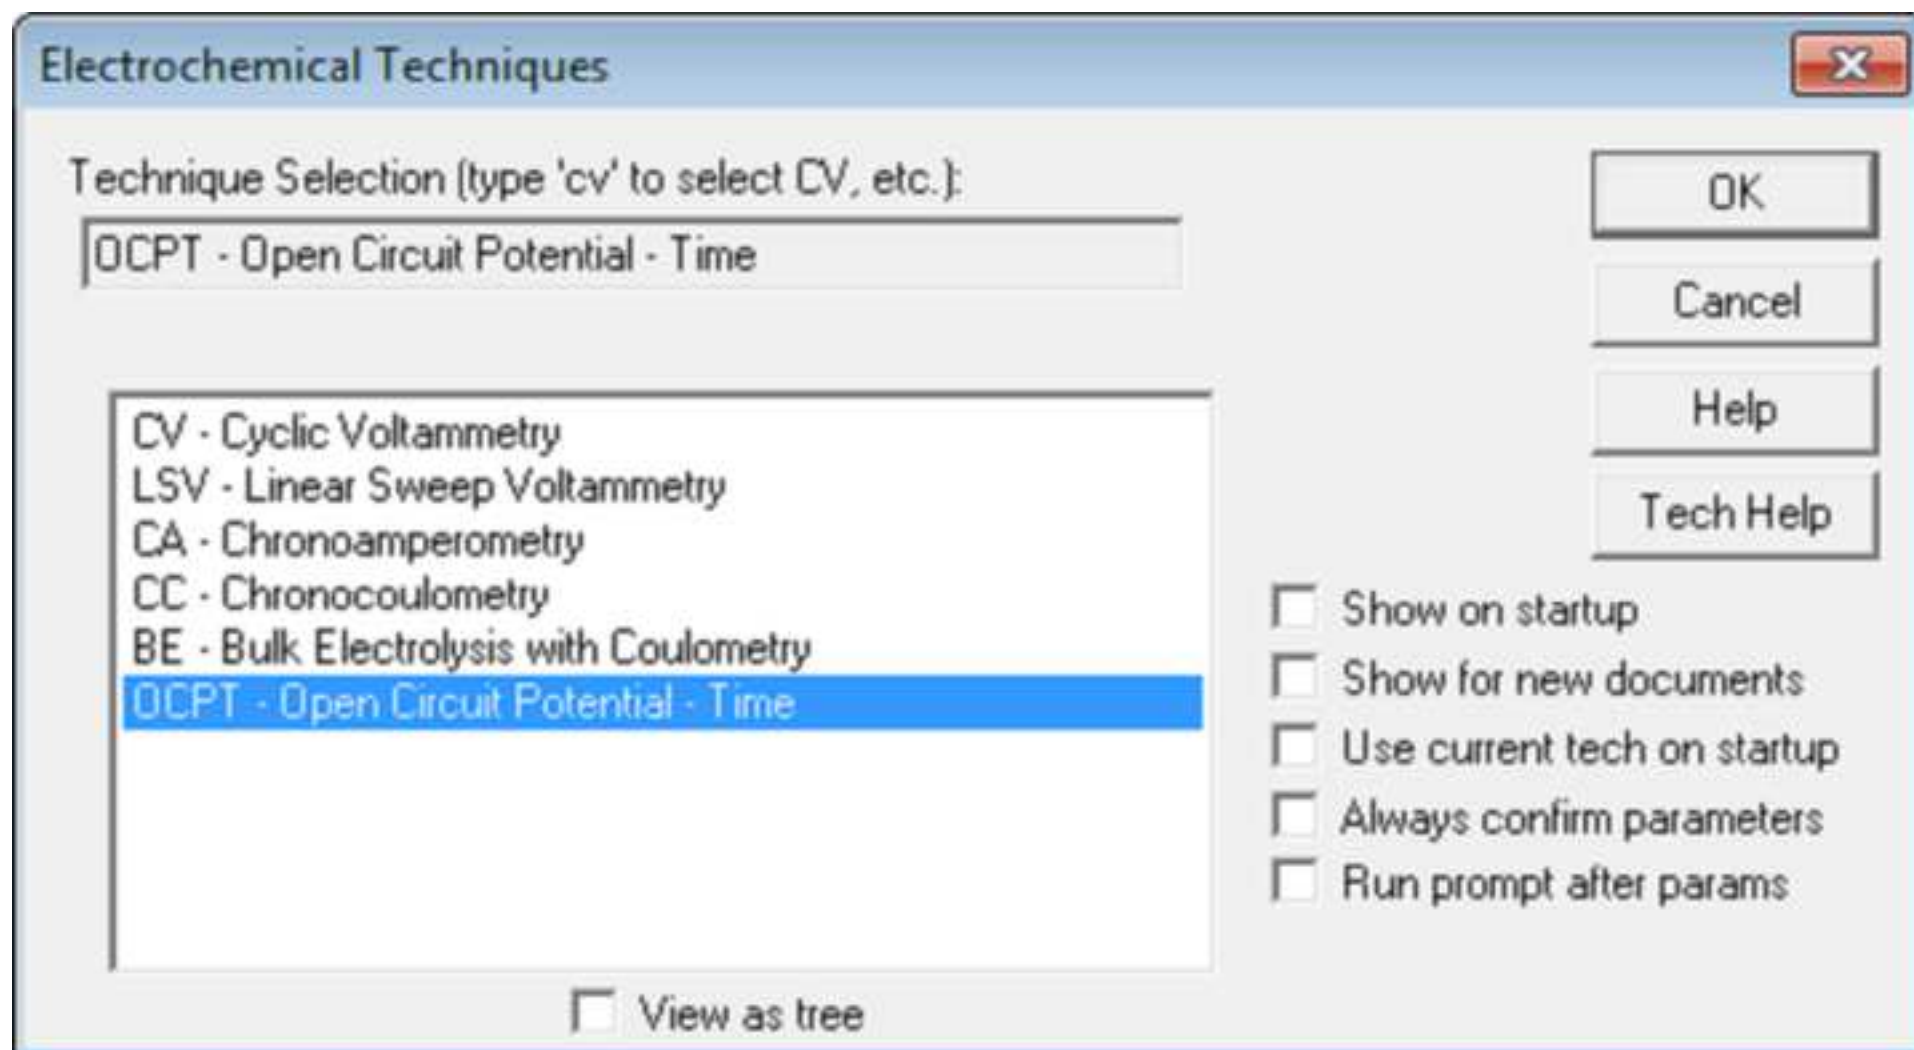 Electrochemical Techniques
Technique Selection (type 'cv' to select CV, etc.):
OCPT - Open Circuit Potential - Time
OK
Cancel
Help
Tech Help
CV - Cyclic Voltammetry
LSV - Linear Sweep Voltammetry
CA - Chronoamperometry
CC - Chronocoulometry
BE - Bulk Electrolysis with Coulometry
OCPT - Open Circuit Potential - Time
Show on startup
Show for new documents
Use current tech on startup
Always confirm parameters
Run prompt after params
View as tree